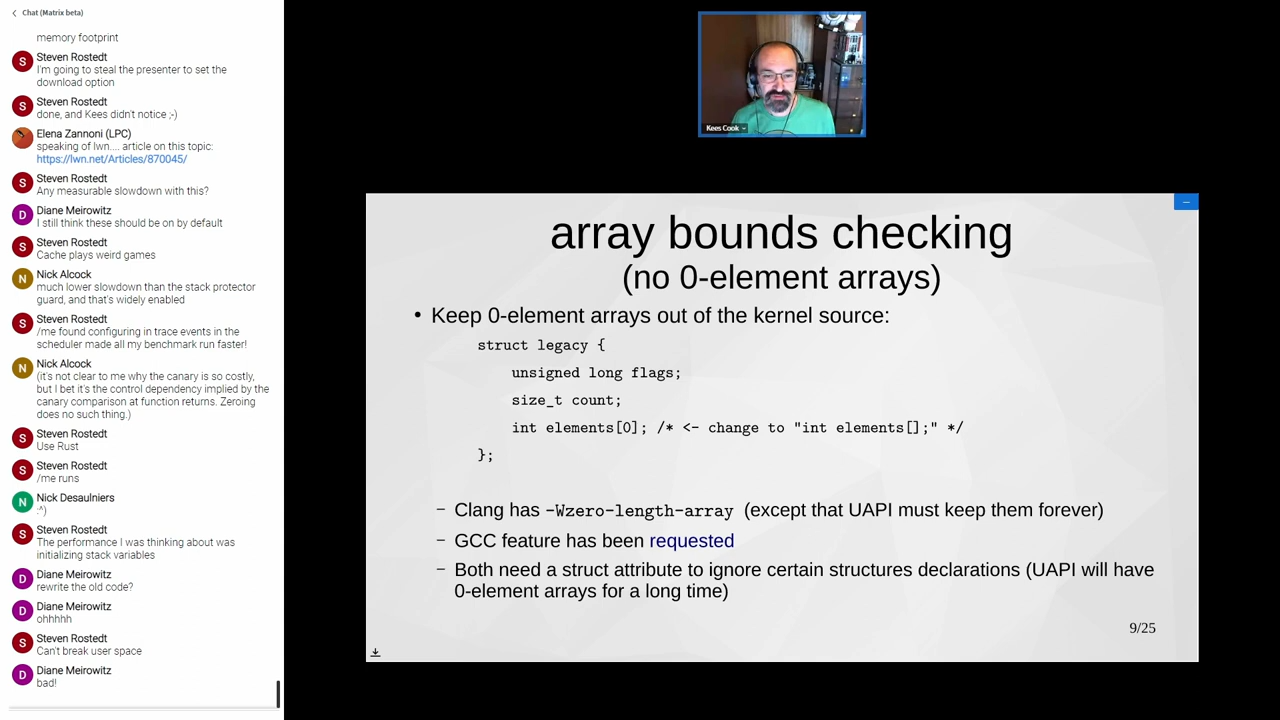 Chat (Matrix beta)
memory footprint
S
Steven Rostedt
I'm going to steal the presenter to set the
download option
S
Steven Rostedt
done, and Kees didn't notice ;-)
Elena Zannoni (LPC)
speaking of lwn.... article on this topic:
https://lwn.net/Articles/870045/
S
Steven Rostedt
Any measurable slowdown with this?
D
Diane Meirowitz
I still think these should be on by default
S
Steven Rostedt
Cache plays weird games
N
Nick Alcock
much lower slowdown than the stack protector
guard, and that's widely enabled
S
Steven Rostedt
/me found configuring in trace events in the
scheduler made all my benchmark run faster!
N
Nick Alcock
(it's not clear to me why the canary is so costly,
but I bet it's the control dependency implied by the
canary comparison at function returns. Zeroing
does no such thing.)
S
Steven Rostedt
Use Rust
S
Steven Rostedt
/me runs
N
Nick Desaulniers
:^)
S
Steven Rostedt
The performance I was thinking about was
initializing stack variables
D
Diane Meirowitz
rewrite the old code?
D
Diane Meirowitz
ohhhhh
S
Steven Rostedt
Can't break user space
D
Diane Meirowitz
bad!
Kees Cook
array bounds checking
(no 0-element arrays)
• Keep 0-element arrays out of the kernel source:
struct legacy {
unsigned long flags;
size_t count;
int elements[0]; /* <- change to "int elements[];" */
};
– Clang has -Wzero-length-array (except that UAPI must keep them forever)
– GCC feature has been requested
– Both need a struct attribute to ignore certain structures declarations (UAPI will have
0-element arrays for a long time)
9/25